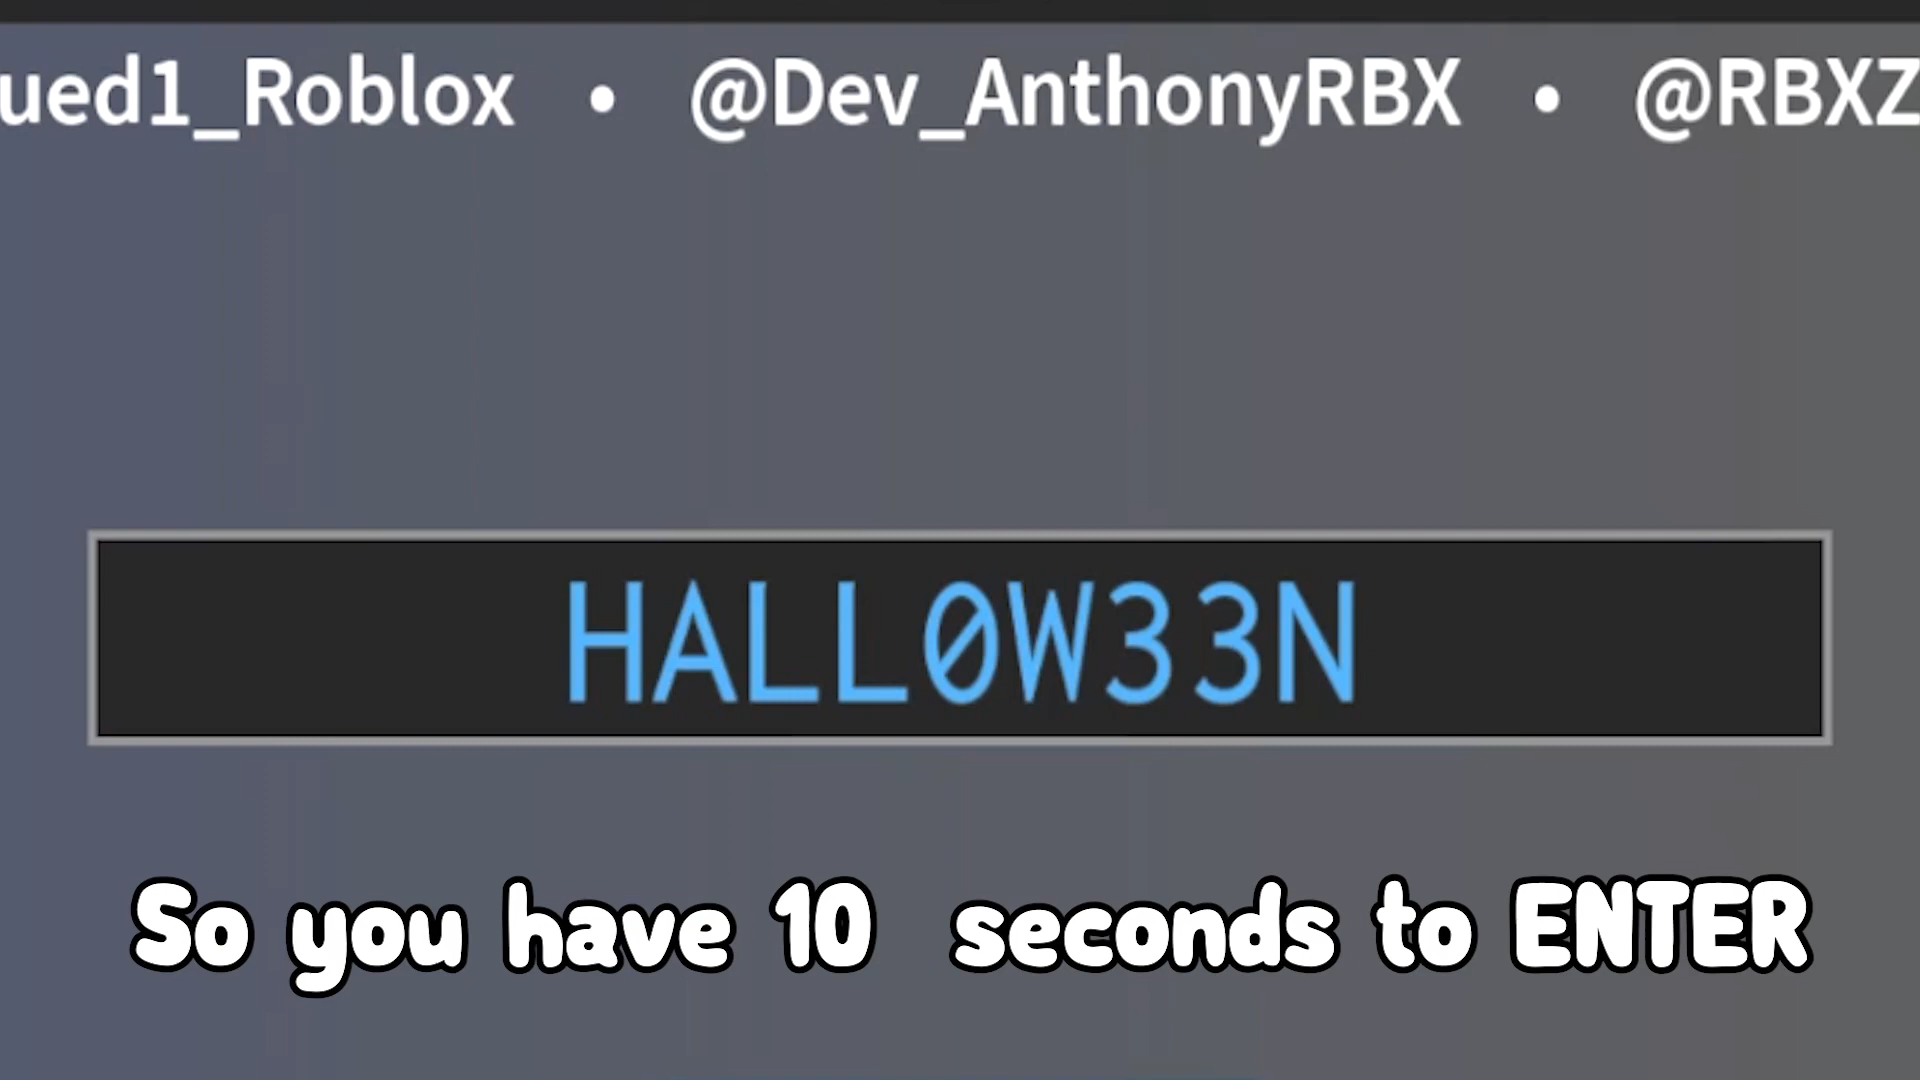 ued1_Roblox • @Dev_AnthonyRBX • @RBXZ
HALL0W33N
So you have 10 seconds to ENTER